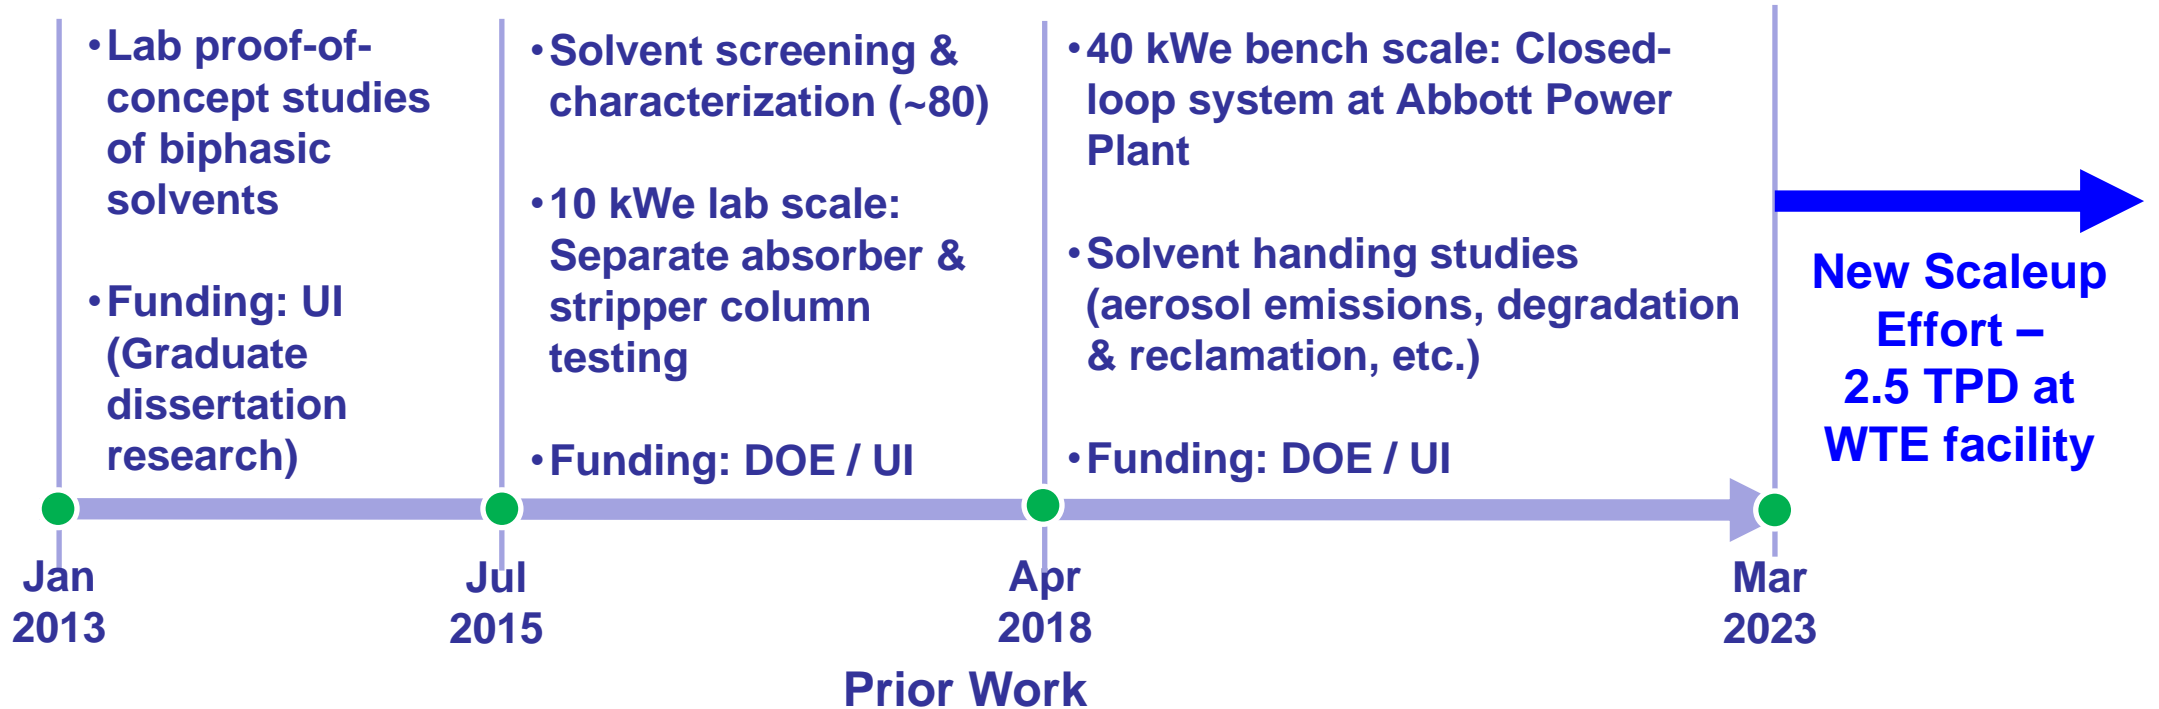 •Lab proof-of-
concept studies
of biphasic
solvents
•Funding: UI
(Graduate
dissertation
research)
•Solvent screening &
characterization (~80)
•10 kWe lab scale:
Separate absorber &
stripper column
testing
•Funding: DOE / UI
•40 kWe bench scale: Closed-
loop system at Abbott Power
Plant
•Solvent handing studies
(aerosol emissions, degradation
& reclamation, etc.)
•Funding: DOE / UI
New Scaleup
Effort –
2.5 TPD at
WTE facility
Jan
2013
Jul
2015
Apr
2018
Mar
2023
Prior Work